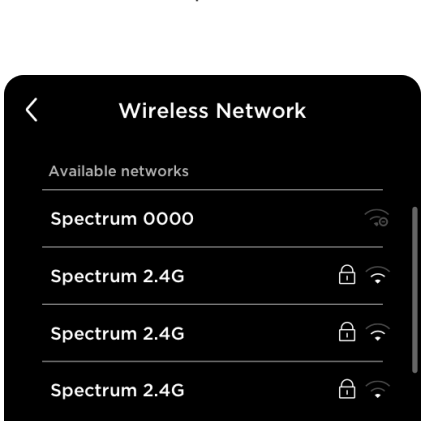 Wireless Network
Available networks
Spectrum 0000
Spectrum 2.4G
Spectrum 2.4G
Spectrum 2.4G